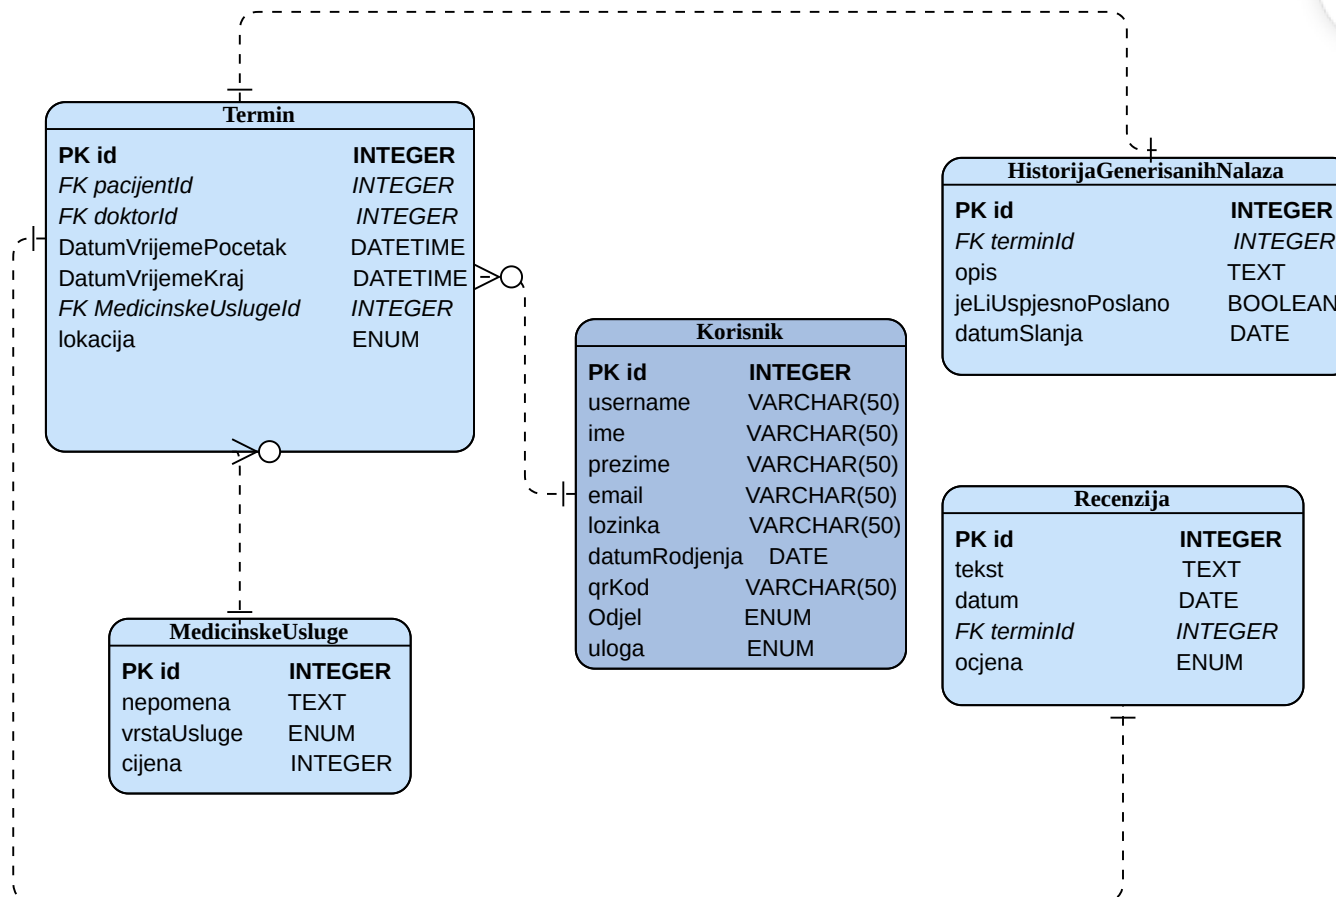 Termin
PK id INTEGER
FK pacijentId INTEGER
FK doktorId INTEGER
DatumVrijemePocetak DATETIME
DatumVrijemeKraj DATETIME
FK MedicinskeUslugeId INTEGER
lokacija ENUM
HistorijaGenerisanihNalaza
PK id INTEGER
FK terminId INTEGER
opis TEXT
jeLiUspjesnoPoslano BOOLEAN
datumSlanja DATE
Korisnik
PK id INTEGER
username VARCHAR(50)
ime VARCHAR(50)
prezime VARCHAR(50)
email VARCHAR(50)
lozinka VARCHAR(50)
datumRodjenja DATE
qrKod VARCHAR(50)
Odjel ENUM
uloga ENUM
Recenzija
PK id INTEGER
tekst TEXT
datum DATE
FK terminId INTEGER
ocjena ENUM
MedicinskeUsluge
PK id INTEGER
nepomena TEXT
vrstaUsluge ENUM
cijena INTEGER